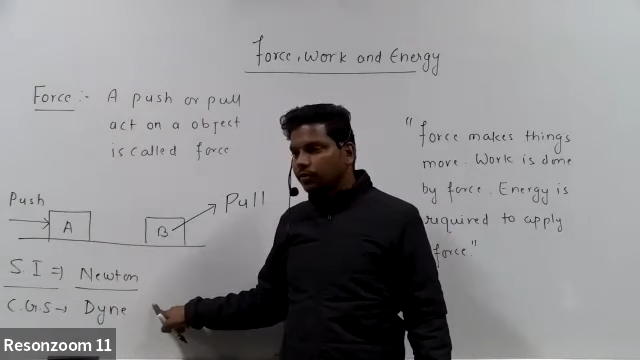 Force, Work and Energy
Force :- A push or pull
act on a object
is called force
Push
A
B
Pull
S I => Newton
C.G.S → Dyne
"force makes things
more. Work is done
by force. Energy is
required to apply
force."
Resonzoom 11